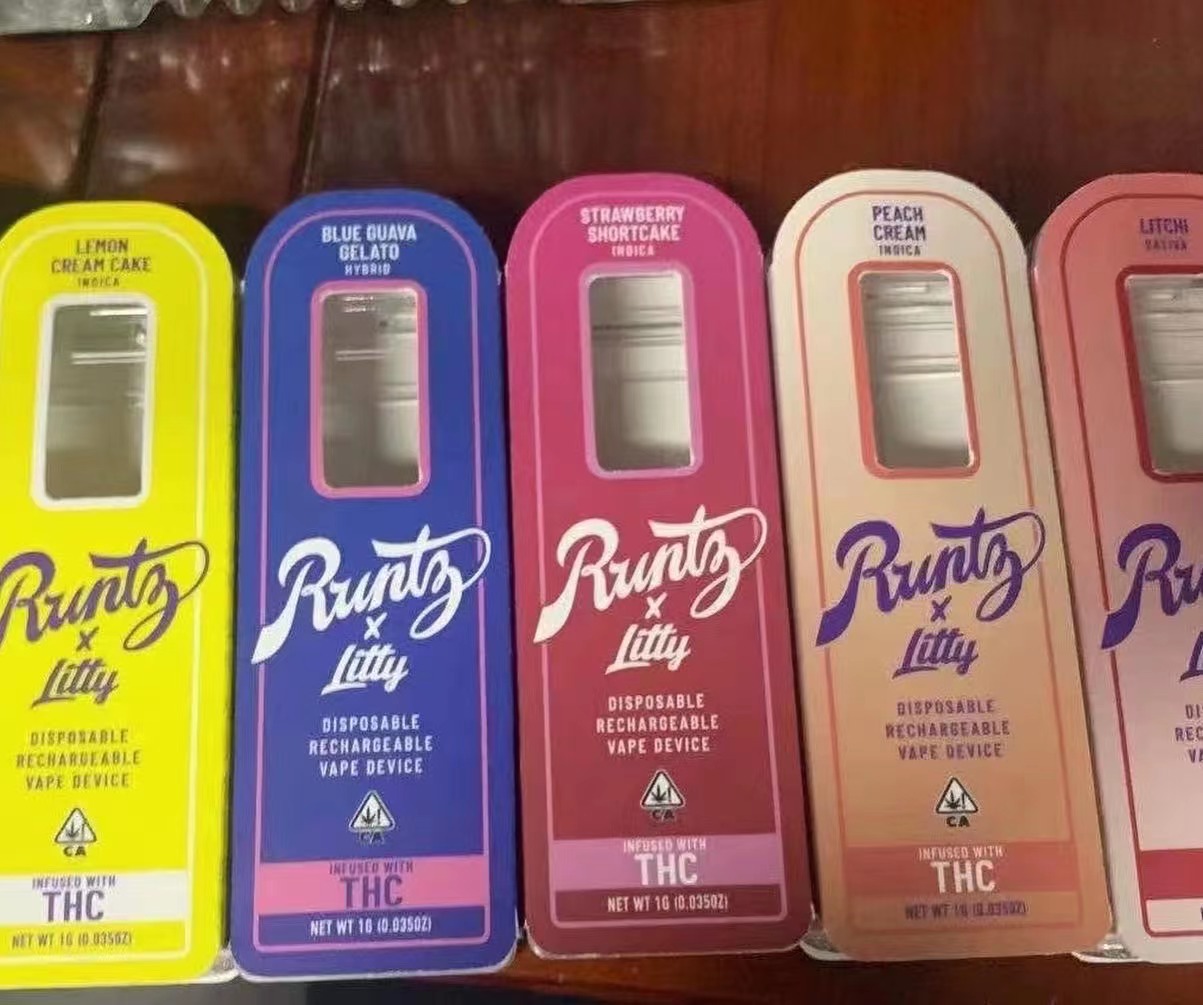 LEMON
CREAM CAKE
INDICA
Runtz
x
Litty
DISPOSABLE
RECHARGEABLE
VAPE DEVICE
CA
INFUSED WITH
THC
NET WT 1G (0.035OZ)
BLUE GUAVA
GELATO
HYBRID
Runtz
x
Litty
DISPOSABLE
RECHARGEABLE
VAPE DEVICE
CA
INFUSED WITH
THC
NET WT 1G (0.035OZ)
STRAWBERRY
SHORTCAKE
INDICA
Runtz
x
Litty
DISPOSABLE
RECHARGEABLE
VAPE DEVICE
CA
INFUSED WITH
THC
NET WT 1G (0.035OZ)
PEACH
CREAM
INDICA
Runtz
x
Litty
DISPOSABLE
RECHARGEABLE
VAPE DEVICE
CA
INFUSED WITH
THC
NET WT 1G (0.035OZ)
LITCHI
SATIVA